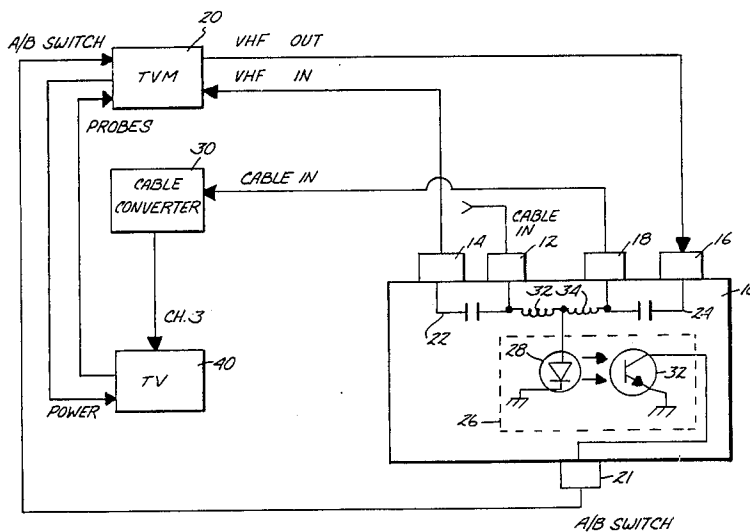 20
A/B SWITCH
VHF OUT
TVM
VHF IN
PROBES
30
CABLE IN
CABLE
CONVERTER
CABLE
IN
14
12
18
16
10
CH.3
32
34
22
24
28
32
TV
40
26
POWER
21
A/B SWITCH